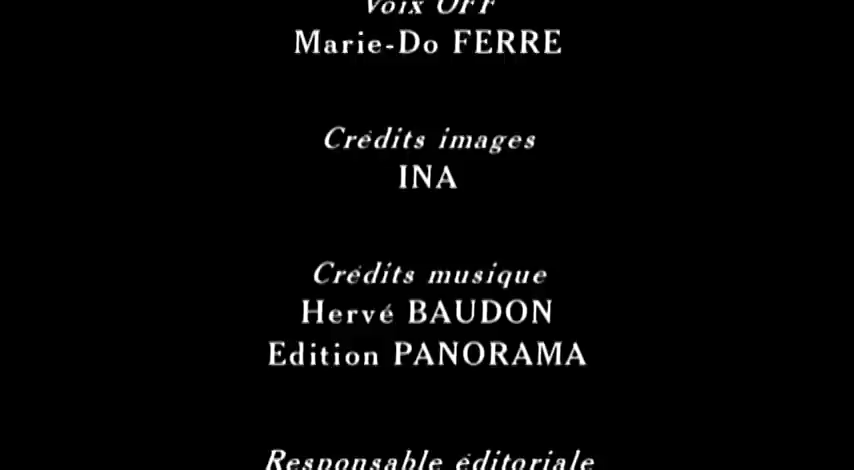 Voix OFF
Marie-Do FERRE
Crédits images
INA
Crédits musique
Hervé BAUDON
Edition PANORAMA
Responsable éditoriale